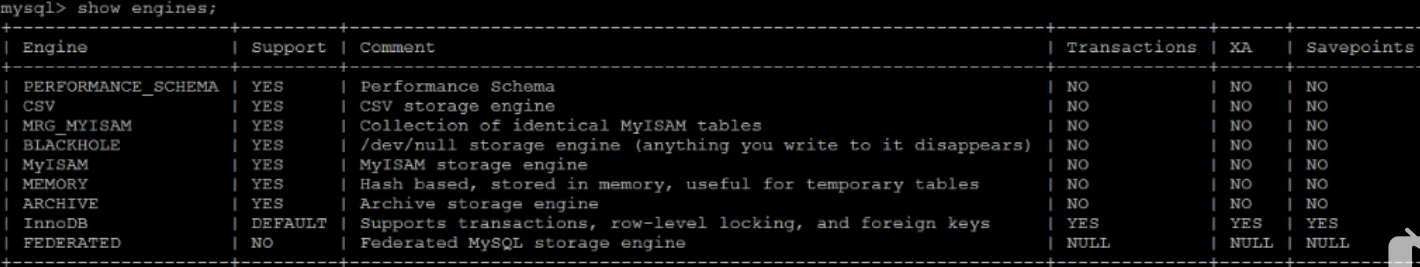 mysql> show engines;
+--------------------+---------+----------------------------------------------------------------+--------------+------+------------
| Engine             | Support | Comment                                                        | Transactions | XA   | Savepoints
+--------------------+---------+----------------------------------------------------------------+--------------+------+------------
| PERFORMANCE_SCHEMA | YES     | Performance Schema                                             | NO           | NO   | NO
| CSV                | YES     | CSV storage engine                                             | NO           | NO   | NO
| MRG_MYISAM         | YES     | Collection of identical MyISAM tables                          | NO           | NO   | NO
| BLACKHOLE          | YES     | /dev/null storage engine (anything you write to it disappears) | NO           | NO   | NO
| MyISAM             | YES     | MyISAM storage engine                                          | NO           | NO   | NO
| MEMORY             | YES     | Hash based, stored in memory, useful for temporary tables      | NO           | NO   | NO
| ARCHIVE            | YES     | Archive storage engine                                         | NO           | NO   | NO
| InnoDB             | DEFAULT | Supports transactions, row-level locking, and foreign keys     | YES          | YES  | YES
| FEDERATED          | NO      | Federated MySQL storage engine                                 | NULL         | NULL | NULL
+--------------------+---------+----------------------------------------------------------------+--------------+------+------------